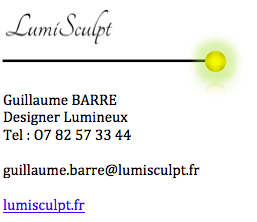 LumiSculpt
Guillaume BARRE
Designer Lumineux
Tel : 07 82 57 33 44
guillaume.barre@lumisculpt.fr
lumisculpt.fr